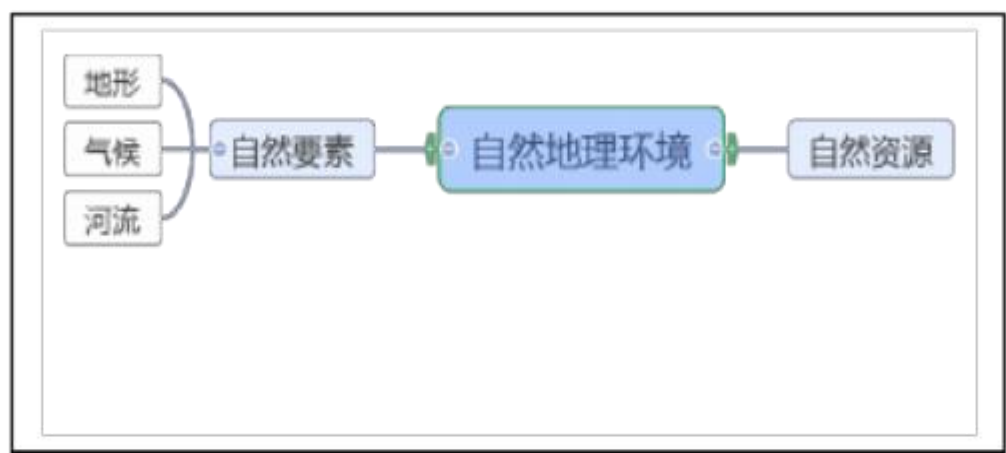 地形
气候
河流
自然要素
自然地理环境
自然资源